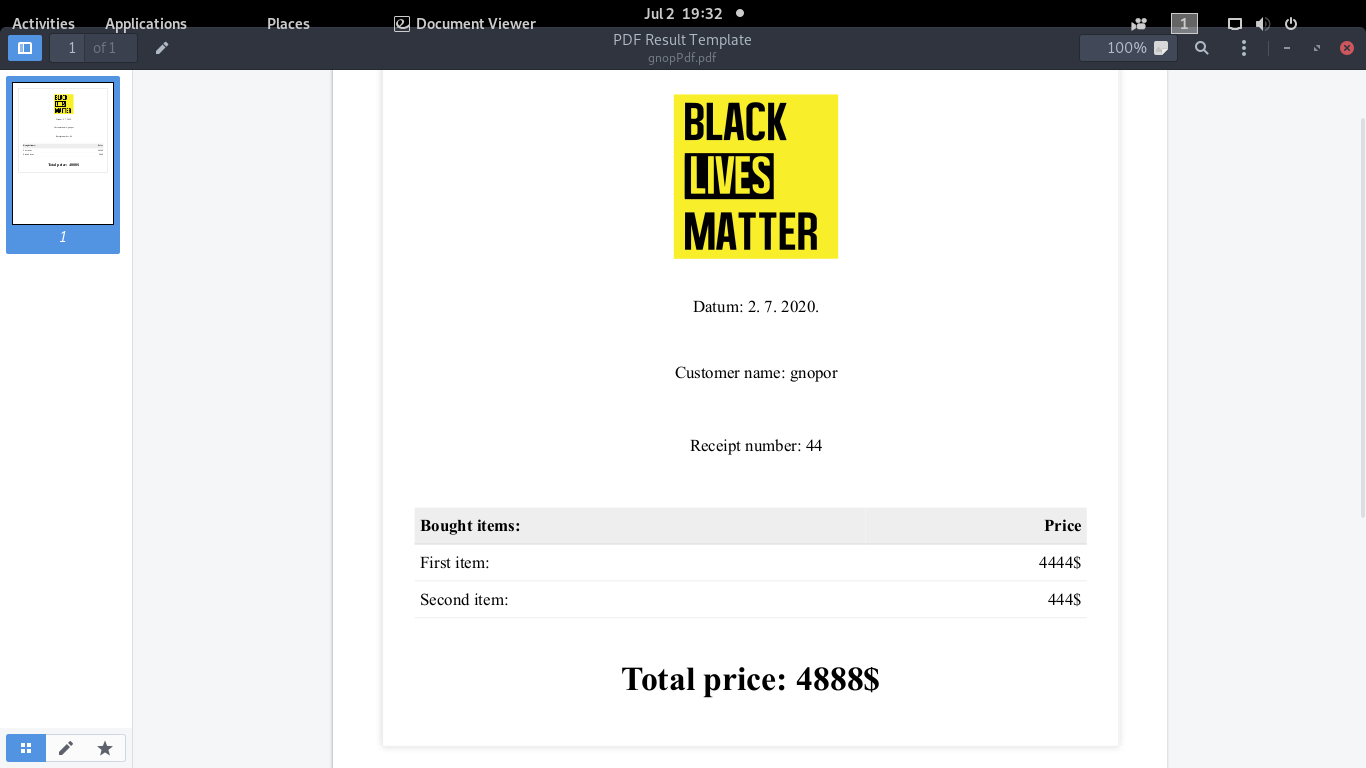 Activities Applications Places Document Viewer Jul 2 19:32 1
1 of 1 PDF Result Template 100%
gnopPdf.pdf
BLACK
LIVES
MATTER
Datum: 2. 7. 2020.
Customer name: gnopor
Receipt number: 44
Bought items: Price
First item: 4444$
Second item: 444$
Total price: 4888$
1